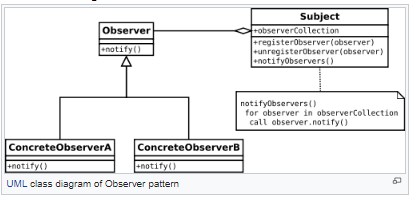 Subject
+observerCollection
+registerObserver(observer)
+unregisterObserver(observer)
+notifyObservers()
Observer
+notify()
notifyObservers()
for observer in observerCollection
call observer.notify()
ConcreteObserverA
+notify()
ConcreteObserverB
+notify()
UML class diagram of Observer pattern